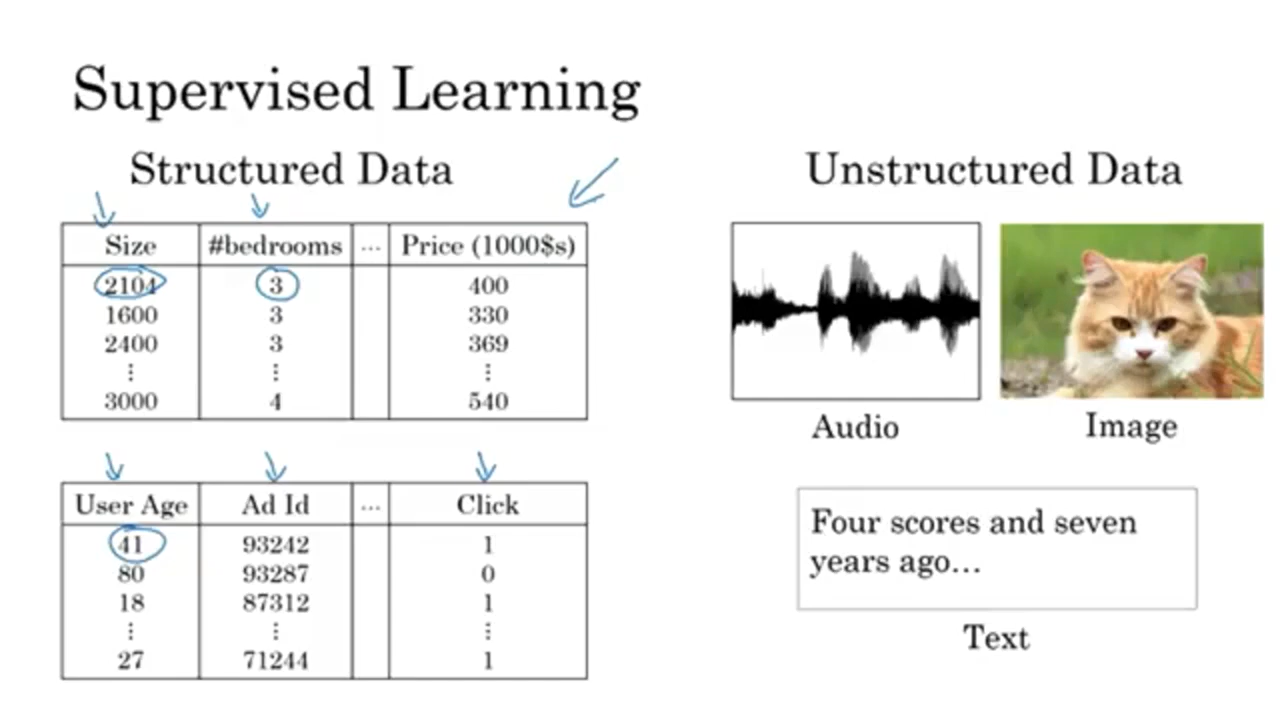 Supervised Learning
Structured Data
Size #bedrooms ... Price (1000$s)
2104 3 400
1600 3 330
2400 3 369
⋮ ⋮ ⋮
3000 4 540
User Age Ad Id ... Click
41 93242 1
80 93287 0
18 87312 1
⋮ ⋮ ⋮
27 71244 1
Unstructured Data
Audio
Image
Four scores and seven
years ago...
Text